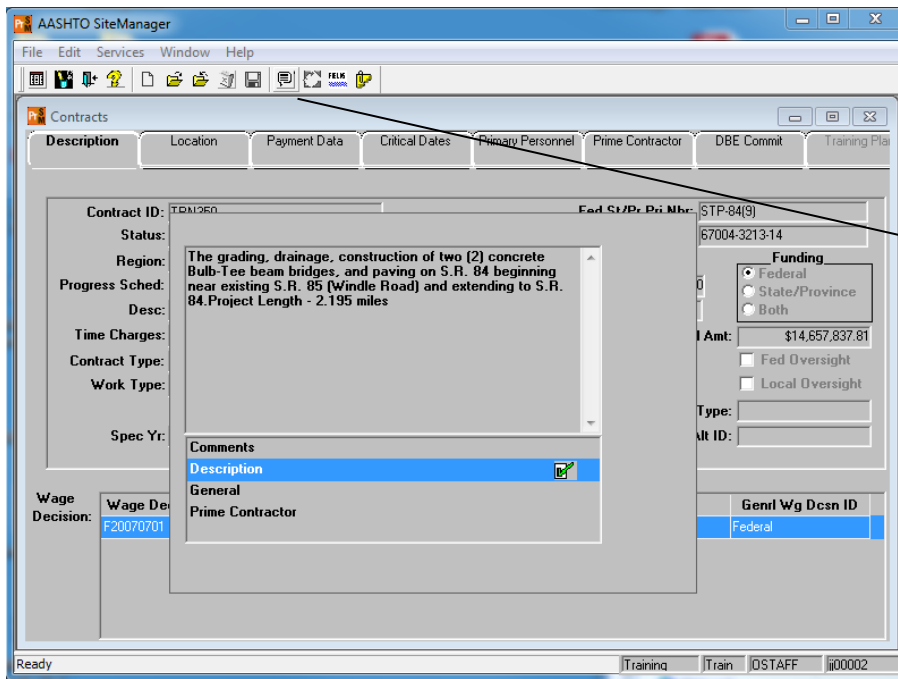 AASHTO SiteManager
File Edit Services Window Help
FELIX
Contracts
Description Location Payment Data Critical Dates Primary Personnel Prime Contractor DBE Commit Training Pla
Contract ID: TRN250 Fed St/Pr Prj Nbr: STP-84(9)
Status: 67004-3213-14
Region: Funding
Federal
Progress Sched: 0 State/Province
Desc: Both
Time Charges: Amt: $14,657,837.81
Contract Type: Fed Oversight
Work Type: Local Oversight
Type:
Spec Yr: Alt ID:
The grading, drainage, construction of two (2) concrete
Bulb-Tee beam bridges, and paving on S.R. 84 beginning
near existing S.R. 85 (Windle Road) and extending to S.R.
84.Project Length - 2.195 miles
Comments
Description
General
Prime Contractor
Wage
Decision:
Wage De Genrl Wg Dcsn ID
F20070701 Federal
Ready Training Train OSTAFF jj00002